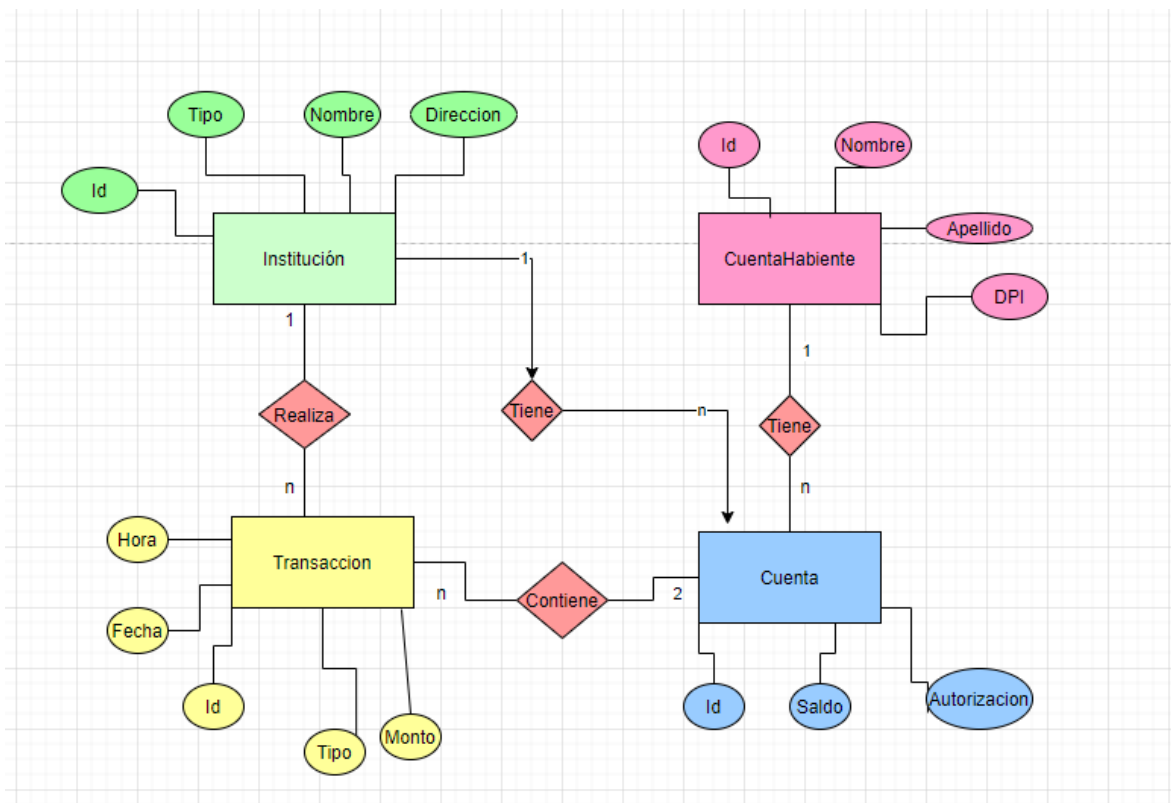 Tipo
Nombre
Direccion
Id
Institución
1
1
Realiza
n
Tiene
n
Id
Nombre
Apellido
CuentaHabiente
DPI
1
Tiene
n
Hora
Transaccion
Fecha
Id
Tipo
Monto
n
Contiene
2
Cuenta
Id
Saldo
Autorizacion